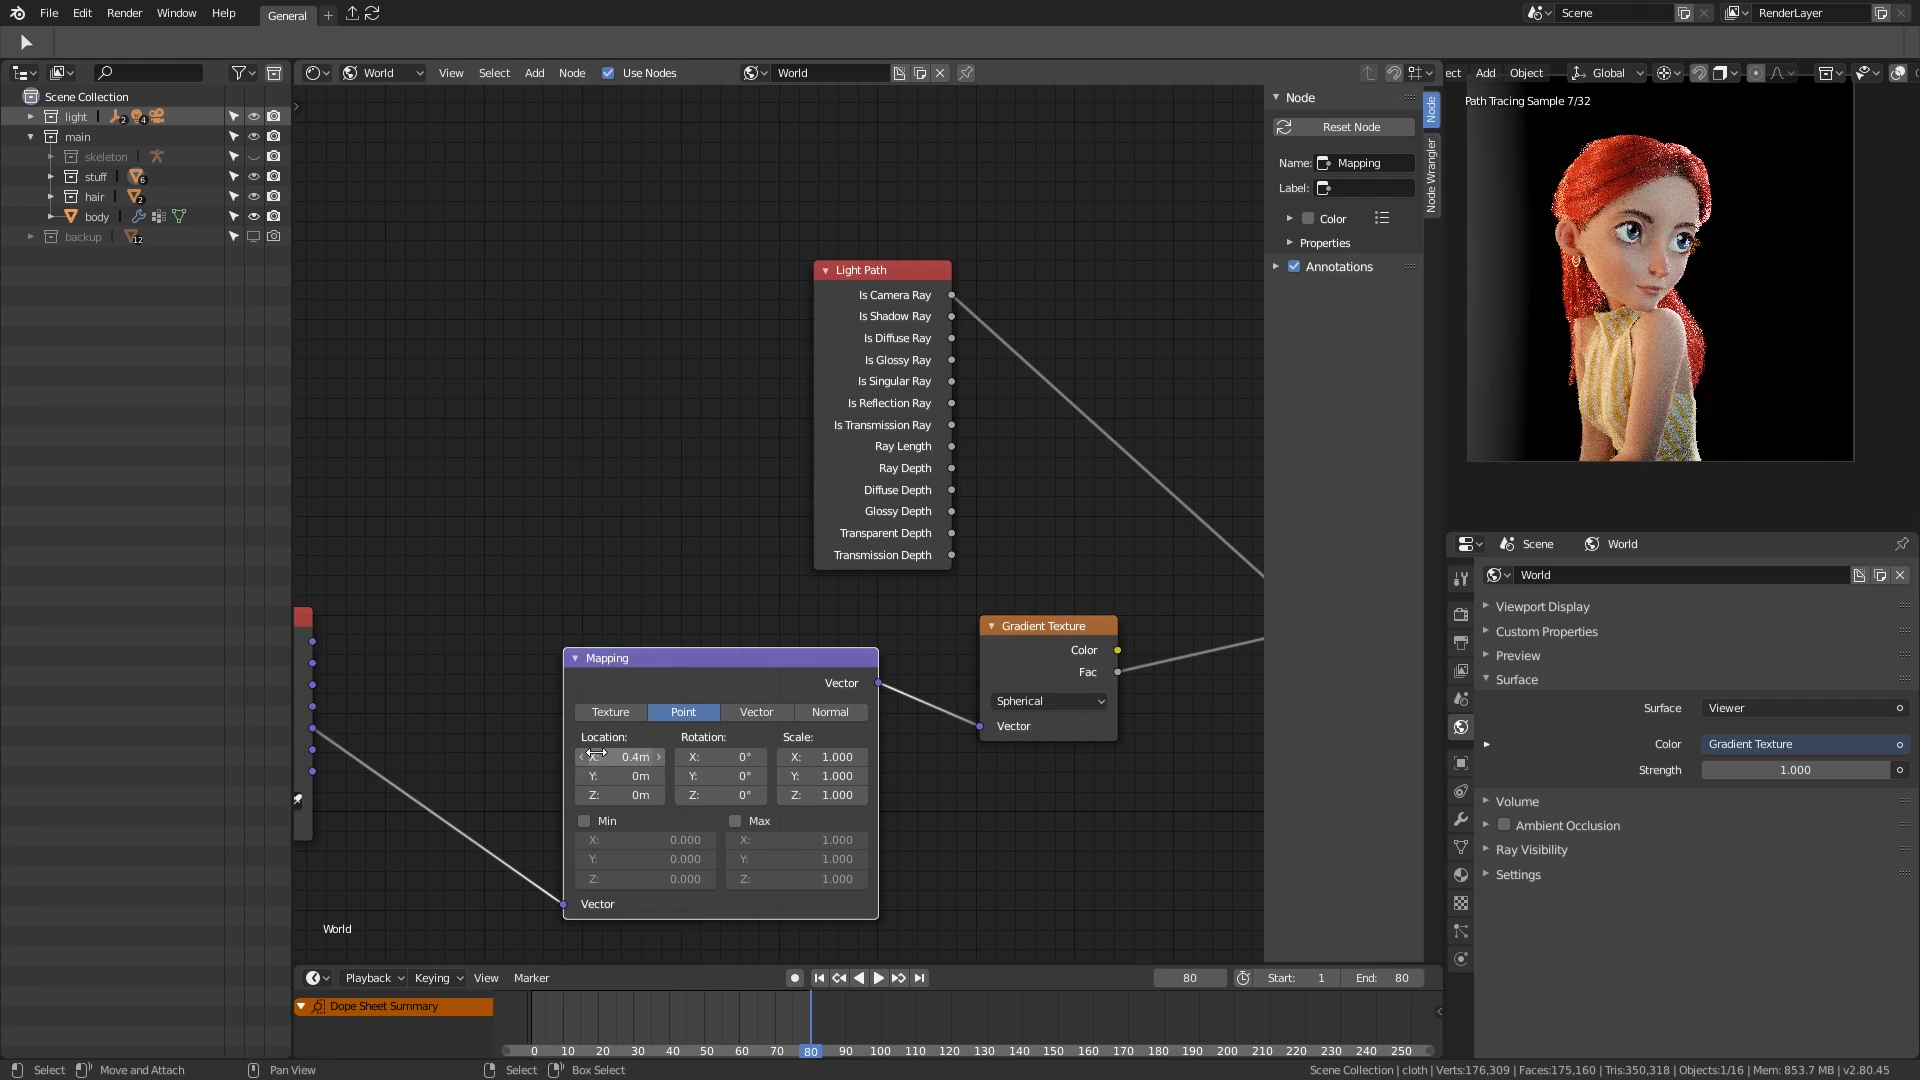 File Edit Render Window Help General Scene RenderLayer
World View Select Add Node Use Nodes World
ect Add Object Global
Scene Collection
light 2 4
main
skeleton
stuff 6
hair 2
body
backup 12
Light Path
Is Camera Ray
Is Shadow Ray
Is Diffuse Ray
Is Glossy Ray
Is Singular Ray
Is Reflection Ray
Is Transmission Ray
Ray Length
Ray Depth
Diffuse Depth
Glossy Depth
Transparent Depth
Transmission Depth
Mapping
Vector
Texture Point Vector Normal
Location: Rotation: Scale:
X: 0.4m X: 0° X: 1.000
Y: 0m Y: 0° Y: 1.000
Z: 0m Z: 0° Z: 1.000
Min Max
X: 0.000 X: 1.000
Y: 0.000 Y: 1.000
Z: 0.000 Z: 1.000
Vector
Gradient Texture
Color
Fac
Spherical
Vector
World
Node
Reset Node
Name: Mapping
Label:
Color
Properties
Annotations
Node
Node Wrangler
Path Tracing Sample 7/32
Scene World
World
Viewport Display
Custom Properties
Preview
Surface
Surface Viewer
Color Gradient Texture
Strength 1.000
Volume
Ambient Occlusion
Ray Visibility
Settings
Playback Keying View Marker 80 Start: 1 End: 80
Dope Sheet Summary
0 10 20 30 40 50 60 70 80 90 100 110 120 130 140 150 160 170 180 190 200 210 220 230 240 250
Select Move and Attach Pan View Select Box Select
Scene Collection | cloth | Verts:176,309 | Faces:175,160 | Tris:350,318 | Objects:1/16 | Mem: 853.7 MB | v2.80.45